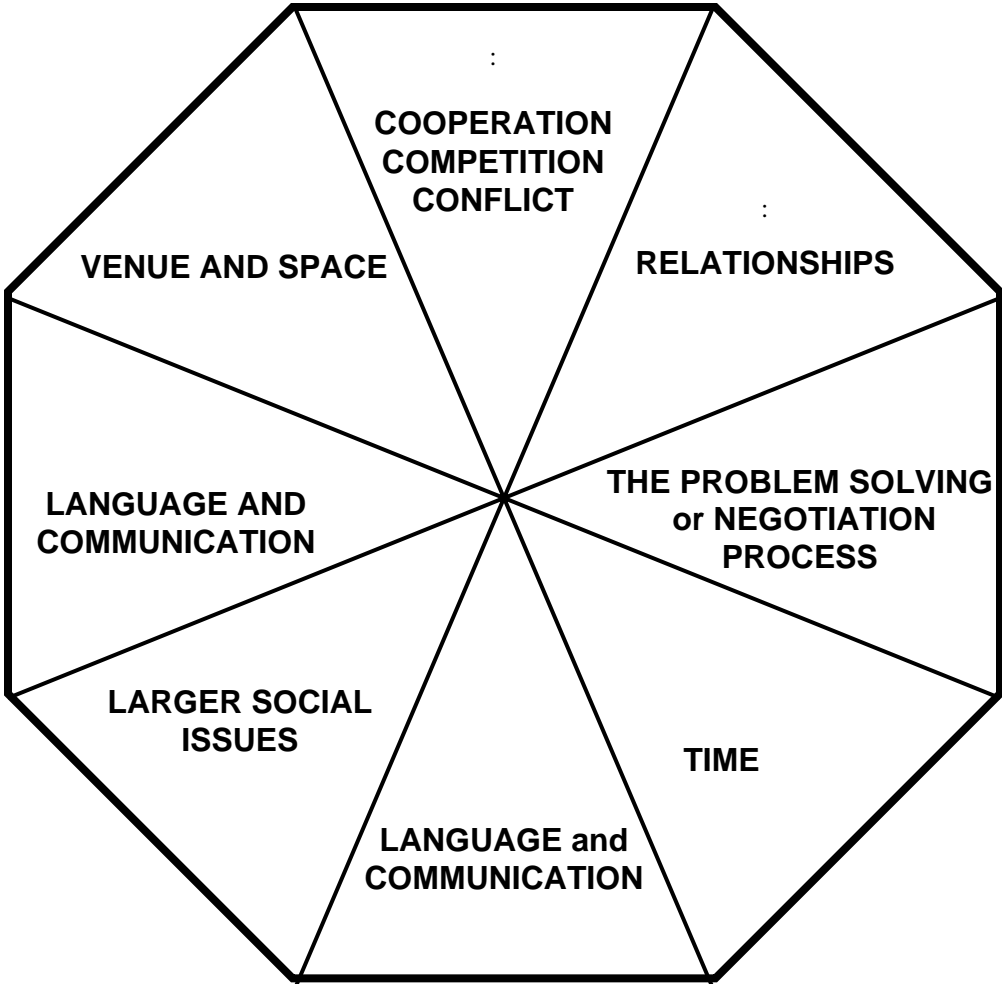 :
COOPERATION
COMPETITION
CONFLICT
:
RELATIONSHIPS
VENUE AND SPACE
THE PROBLEM SOLVING
or NEGOTIATION
PROCESS
LANGUAGE AND
COMMUNICATION
LARGER SOCIAL
ISSUES
TIME
LANGUAGE and
COMMUNICATION